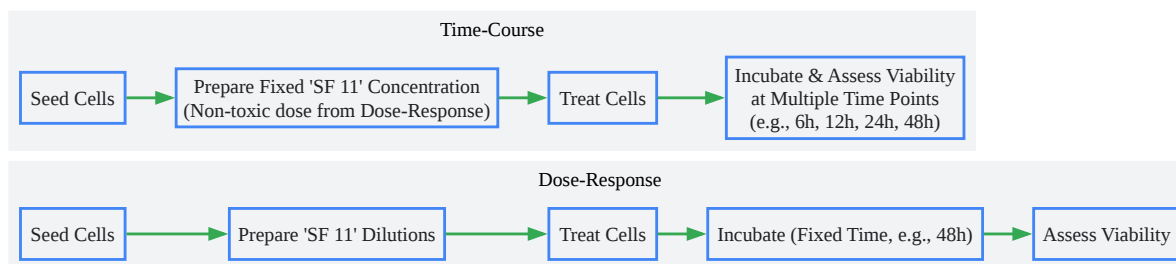 Time-Course
Seed Cells
Prepare Fixed 'SF 11' Concentration
(Non-toxic dose from Dose-Response)
Treat Cells
Incubate & Assess Viability
at Multiple Time Points
(e.g., 6h, 12h, 24h, 48h)
Dose-Response
Seed Cells
Prepare 'SF 11' Dilutions
Treat Cells
Incubate (Fixed Time, e.g., 48h)
Assess Viability